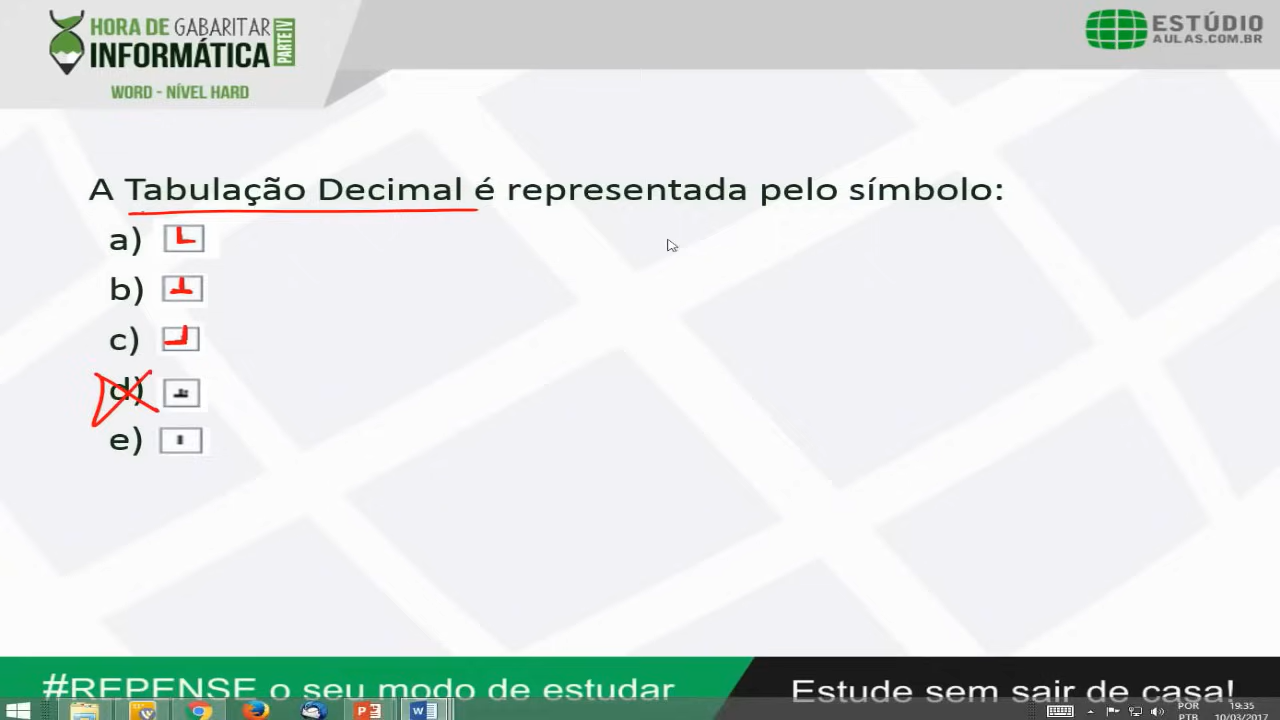 HORA DE GABARITAR
INFORMÁTICA
PARTE IV
WORD - NÍVEL HARD
ESTÚDIO
AULAS.COM.BR
A Tabulação Decimal é representada pelo símbolo:
a)
b)
c)
d)
e)
#REPENSE o seu modo de estudar
Estude sem sair de casa!
POR
PTB
19:35
10/03/2017